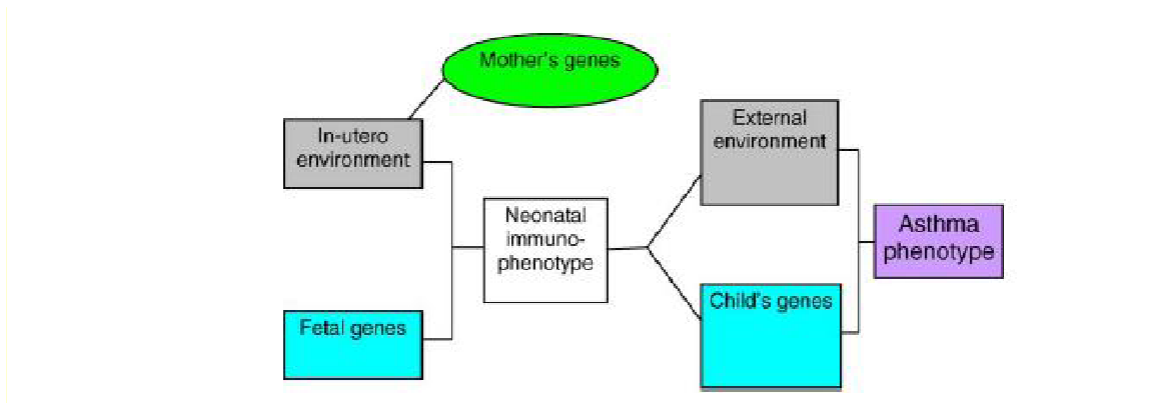 Mother's genes
In-utero
environment
External
environment
Neonatal
immuno-
phenotype
Asthma
phenotype
Fetal genes
Child's genes